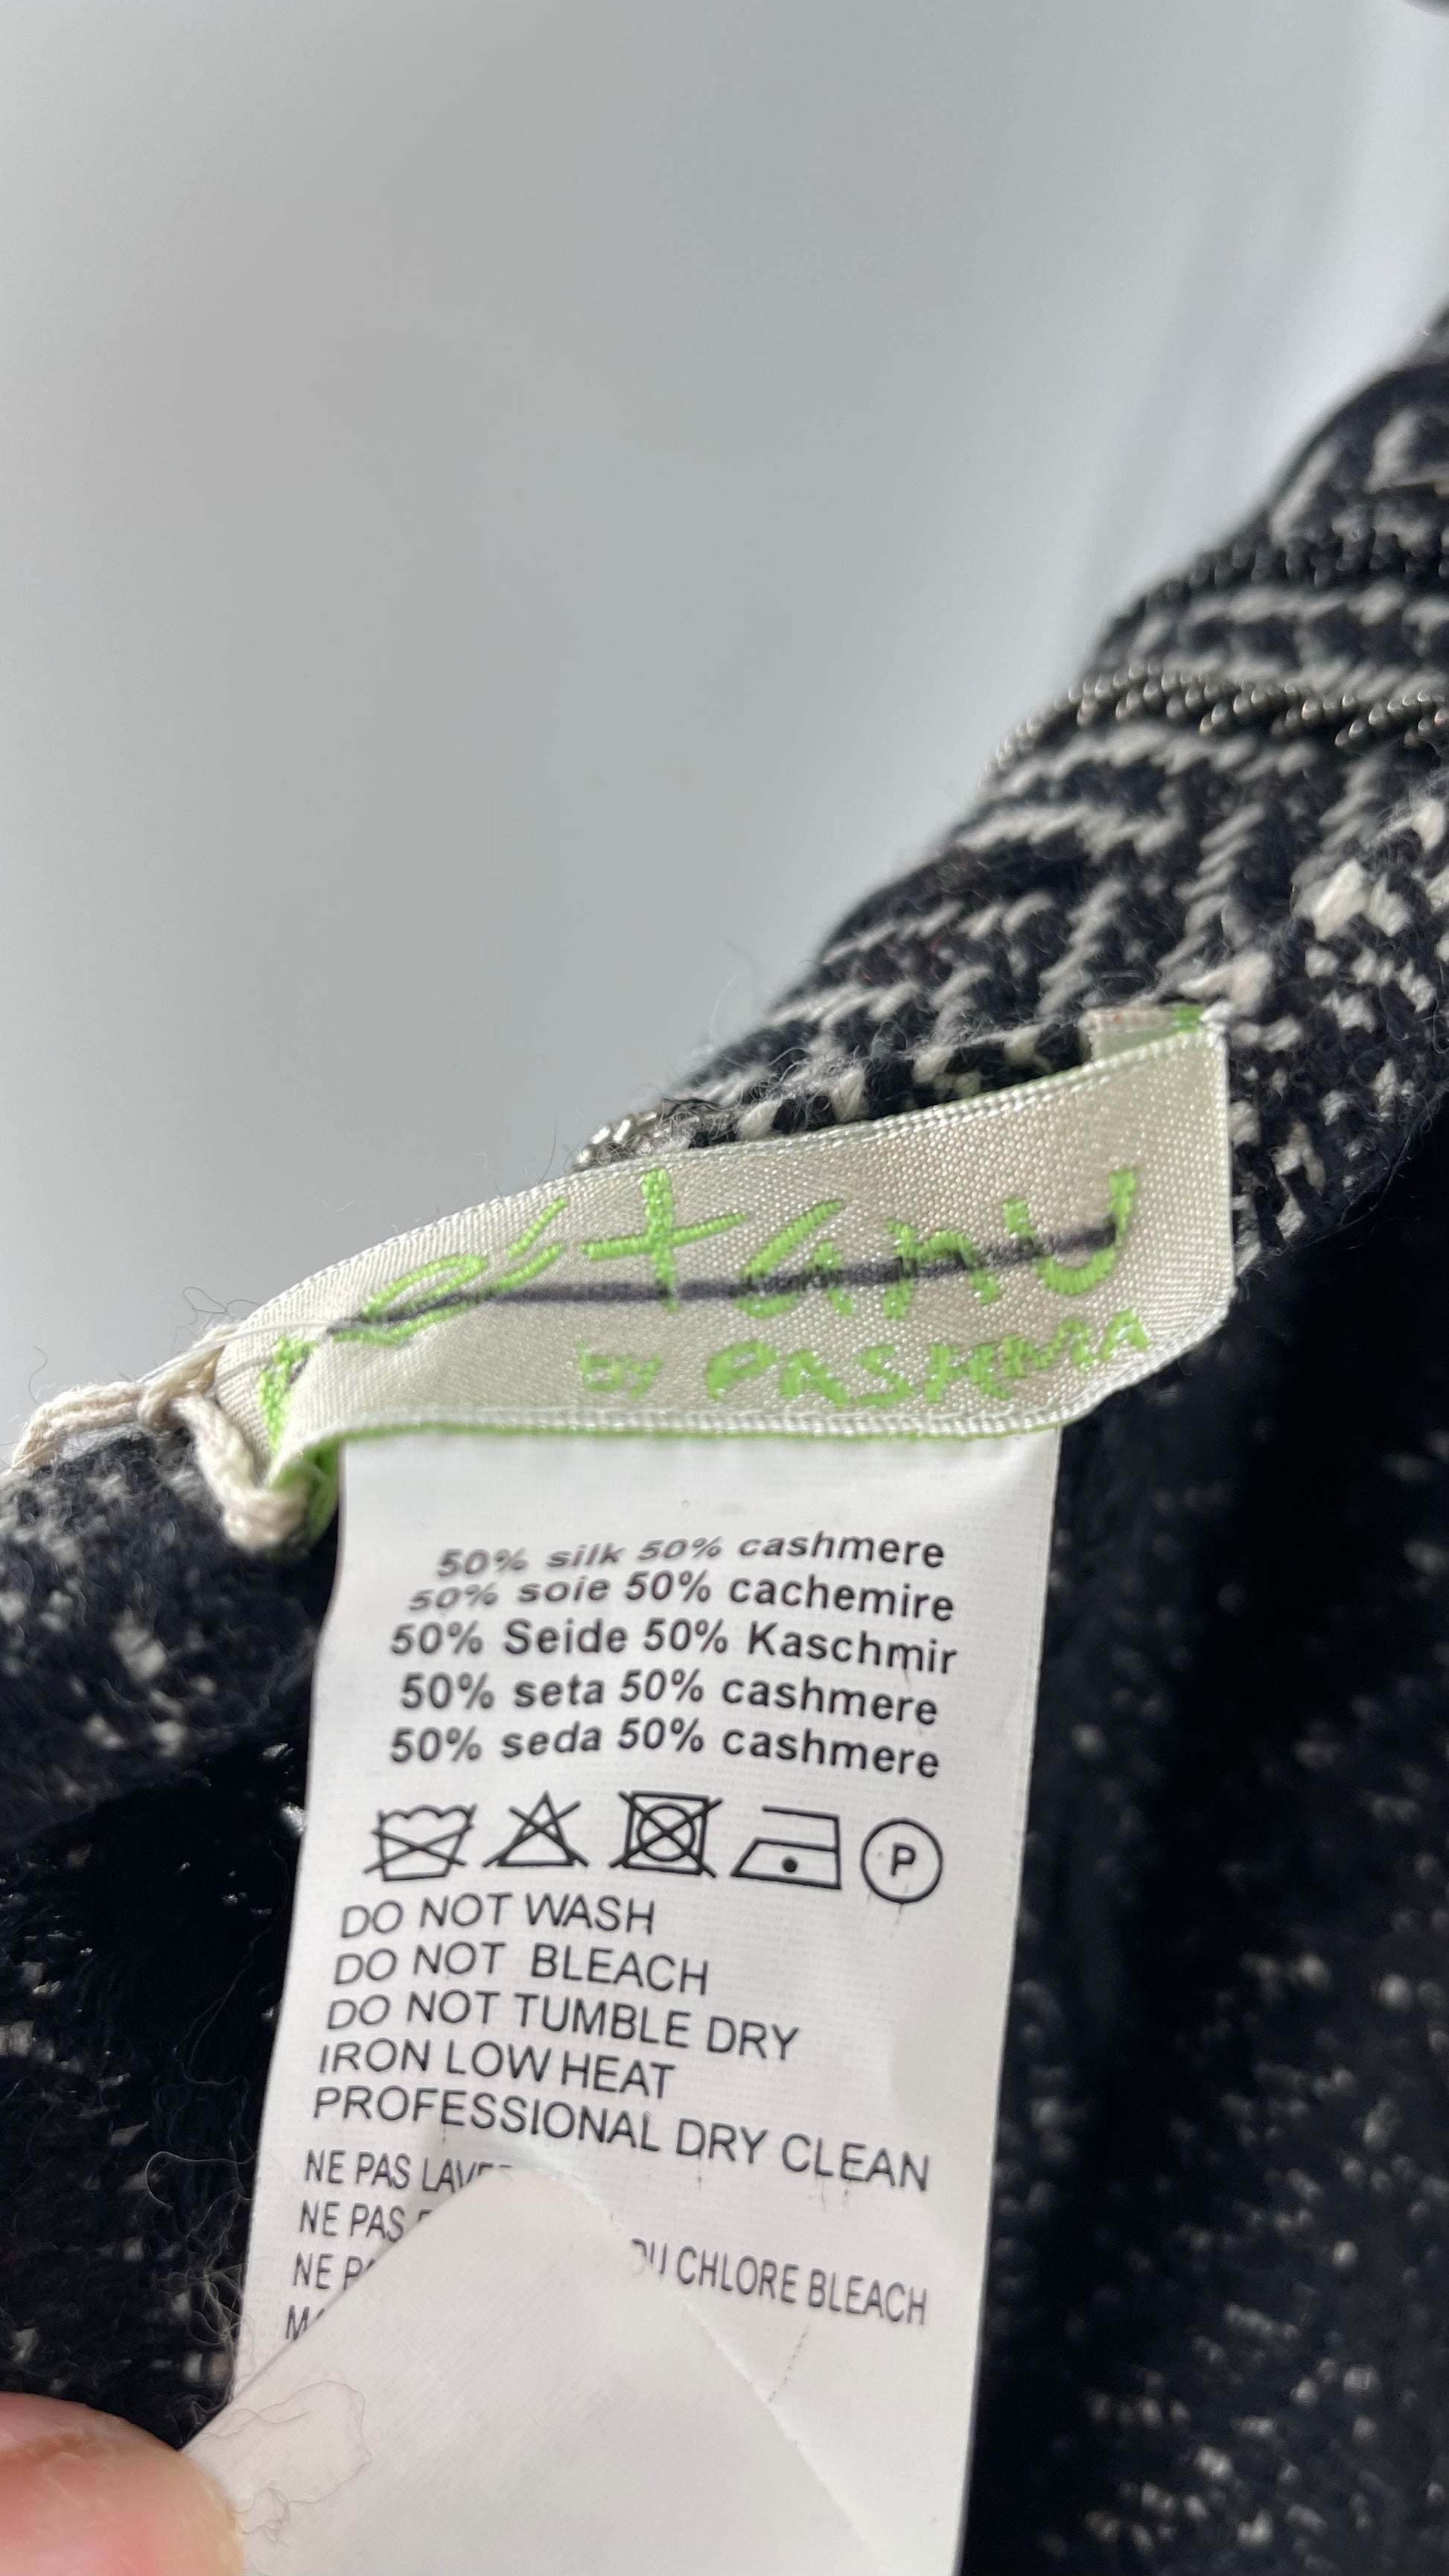 by PASHMA
50% silk 50% cashmere
50% soie 50% cachemire
50% Seide 50% Kaschmir
50% seta 50% cashmere
50% seda 50% cashmere
P
DO NOT WASH
DO NOT BLEACH
DO NOT TUMBLE DRY
IRON LOW HEAT
PROFESSIONAL DRY CLEAN
NE PAS
NE PAS
NE CHLORE BLEACH